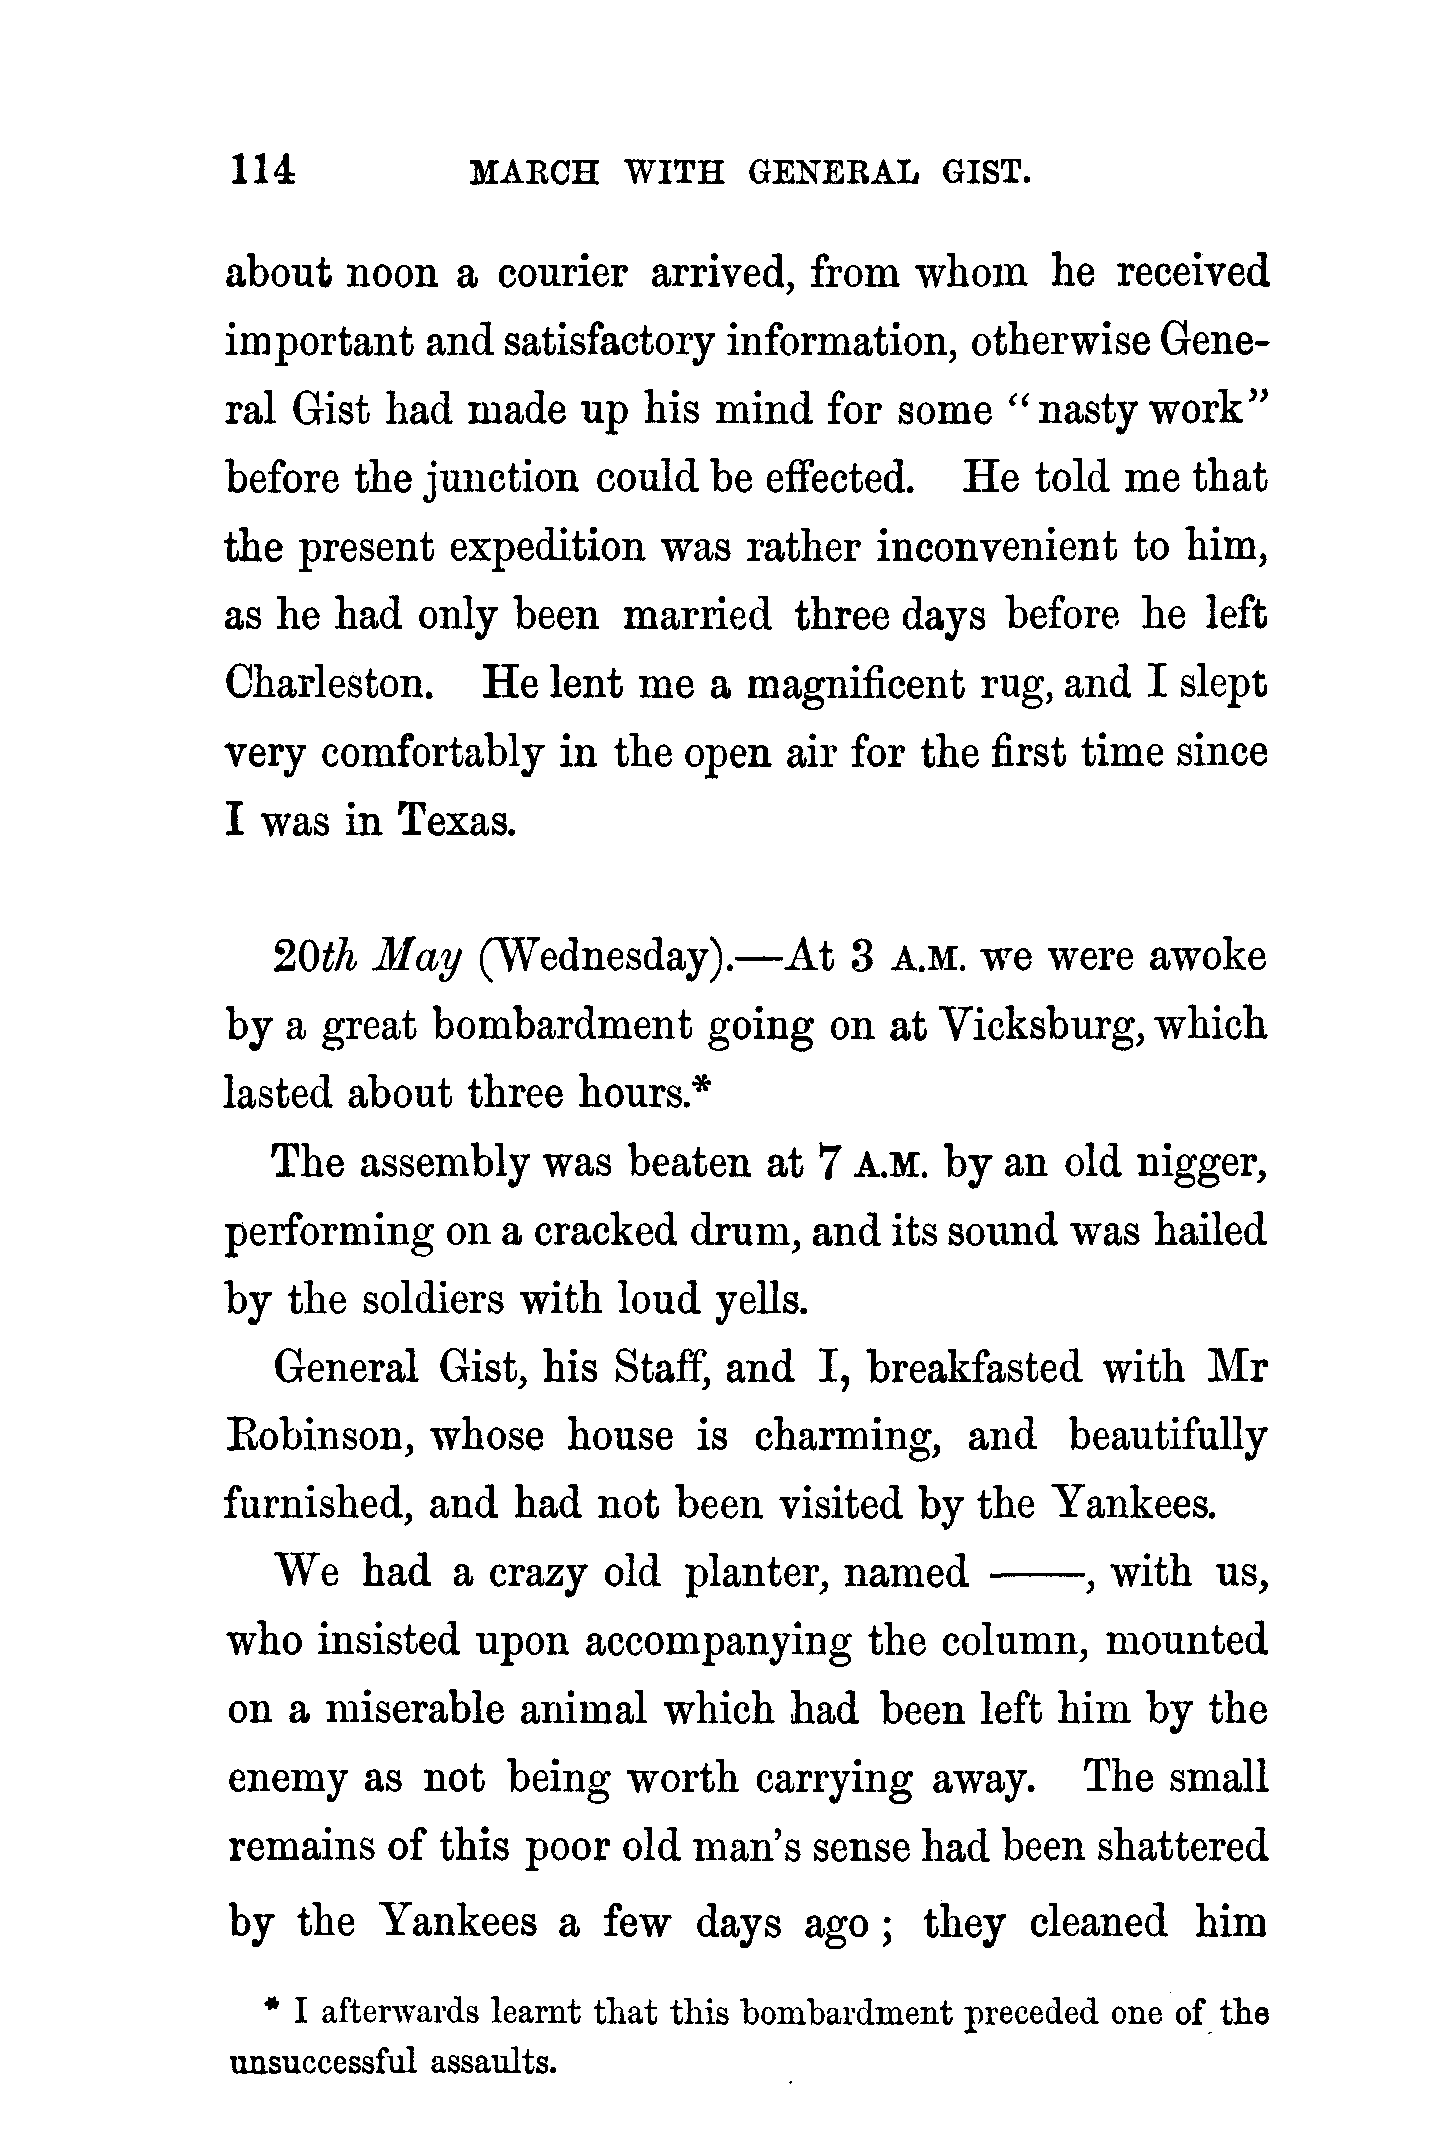 114 MARCH WITH GENERAL GIST.
about noon a courier arrived, from whom he received
important and satisfactory information, otherwise Gene-
ral Gist had made up his mind for some “nasty work”
before the junction could be effected. He told me that
the present expedition was rather inconvenient to him,
as he had only been married three days before he left
Charleston. He lent me a magnificent rug, and I slept
very comfortably in the open air for the first time since
I was in Texas.
20th May (Wednesday).—At 3 A.M. we were awoke
by a great bombardment going on at Vicksburg, which
lasted about three hours.*
The assembly was beaten at 7 A.M. by an old nigger,
performing on a cracked drum, and its sound was hailed
by the soldiers with loud yells.
General Gist, his Staff, and I, breakfasted with Mr
Robinson, whose house is charming, and beautifully
furnished, and had not been visited by the Yankees.
We had a crazy old planter, named ——, with us,
who insisted upon accompanying the column, mounted
on a miserable animal which had been left him by the
enemy as not being worth carrying away. The small
remains of this poor old man's sense had been shattered
by the Yankees a few days ago ; they cleaned him
* I afterwards learnt that this bombardment preceded one of the
unsuccessful assaults.